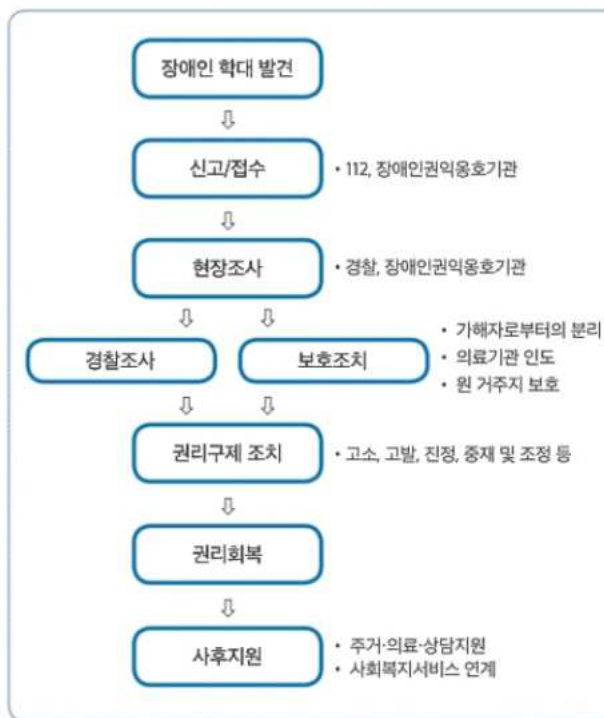 장애인 학대 발견
신고/접수
• 112, 장애인권익옹호기관
현장조사
• 경찰, 장애인권익옹호기관
경찰조사
보호조치
• 가해자로부터의 분리
• 의료기관 인도
• 원 거주지 보호
권리구제 조치
• 고소, 고발, 진정, 중재 및 조정 등
권리회복
사후지원
• 주거·의료·상담지원
• 사회복지서비스 연계